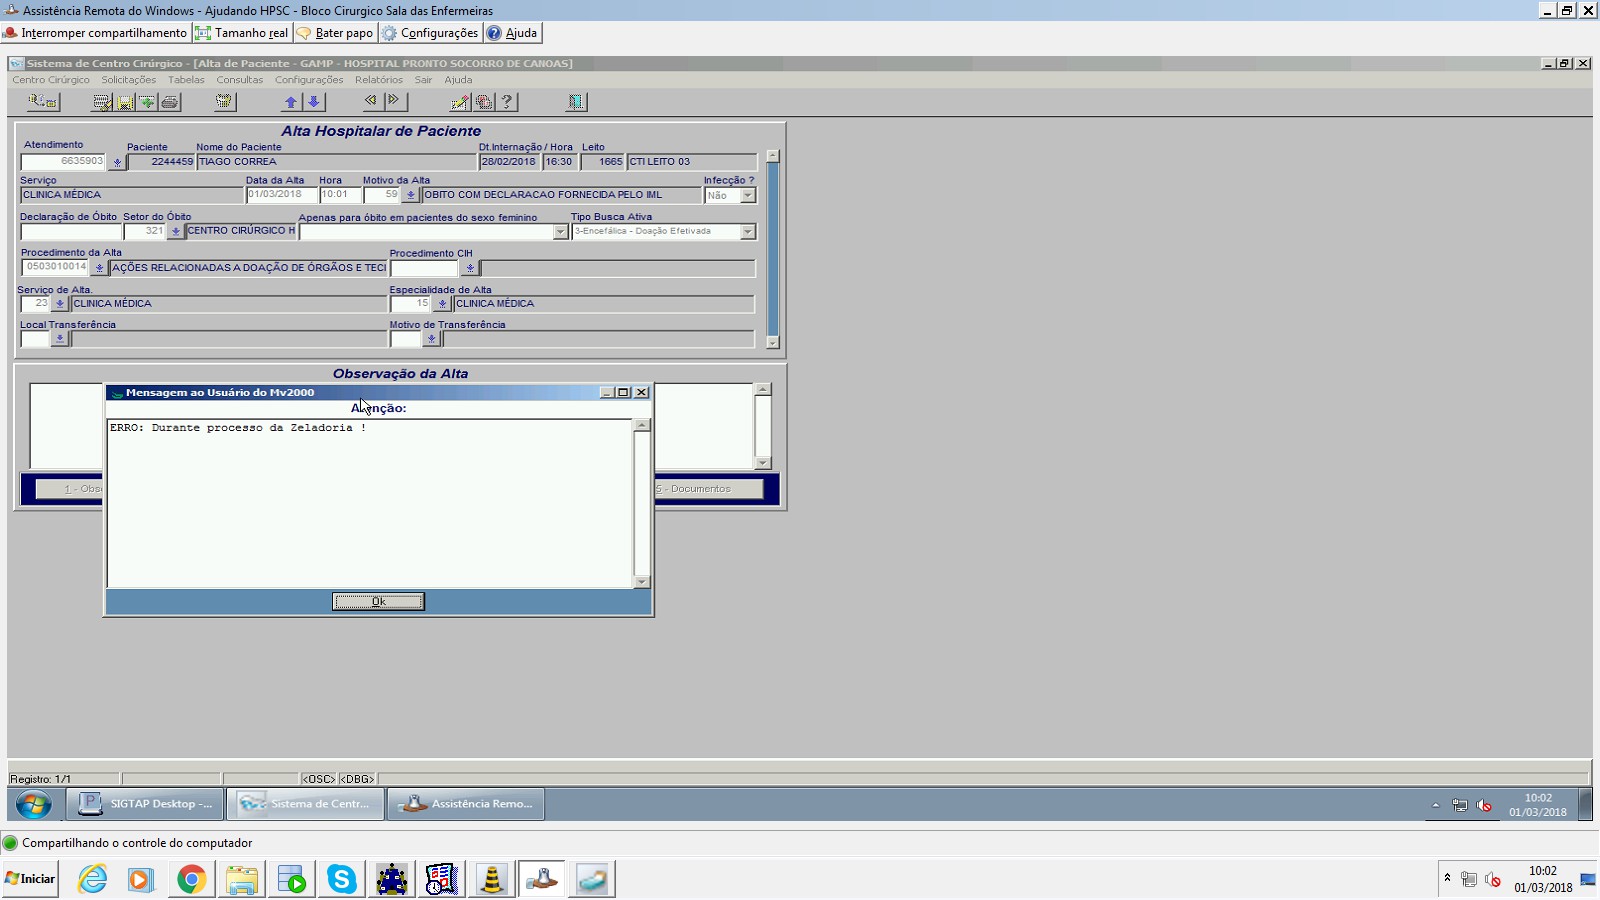 Assistência Remota do Windows - Ajudando HPSC - Bloco Cirurgico Sala das Enfermeiras
Interromper compartilhamento Tamanho real Bater papo Configurações Ajuda
Sistema de Centro Cirúrgico - [Alta de Paciente - GAMP - HOSPITAL PRONTO SOCORRO DE CANOAS]
Centro Cirúrgico Solicitações Tabelas Consultas Configurações Relatórios Sair Ajuda
Alta Hospitalar de Paciente
Atendimento Paciente Nome do Paciente Dt.Internação / Hora Leito
6635903 2244459 TIAGO CORREA 28/02/2018 16:30 1665 CTI LEITO 03
Serviço Data da Alta Hora Motivo da Alta Infecção ?
CLINICA MÉDICA 01/03/2018 10:01 59 OBITO COM DECLARACAO FORNECIDA PELO IML Não
Declaração de Óbito Setor do Óbito Apenas para óbito em pacientes do sexo feminino Tipo Busca Ativa
321 CENTRO CIRÚRGICO H 3-Encefálica - Doação Efetivada
Procedimento da Alta Procedimento CIH
0503010014 AÇÕES RELACIONADAS A DOAÇÃO DE ÓRGÃOS E TECI
Serviço de Alta. Especialidade de Alta
23 CLINICA MÉDICA 15 CLINICA MÉDICA
Local Transferência Motivo de Transferência
Observação da Alta
Mensagem ao Usuário do Mv2000
ERRO: Durante processo da Zeladoria !
1 - Obs 5 - Documentos
Ok
Registro: 1/1 <OSC> <DBG>
SIGTAP Desktop -... Sistema de Centr... Assistência Remo... 10:02
01/03/2018
Compartilhando o controle do computador
Iniciar 10:02
01/03/2018